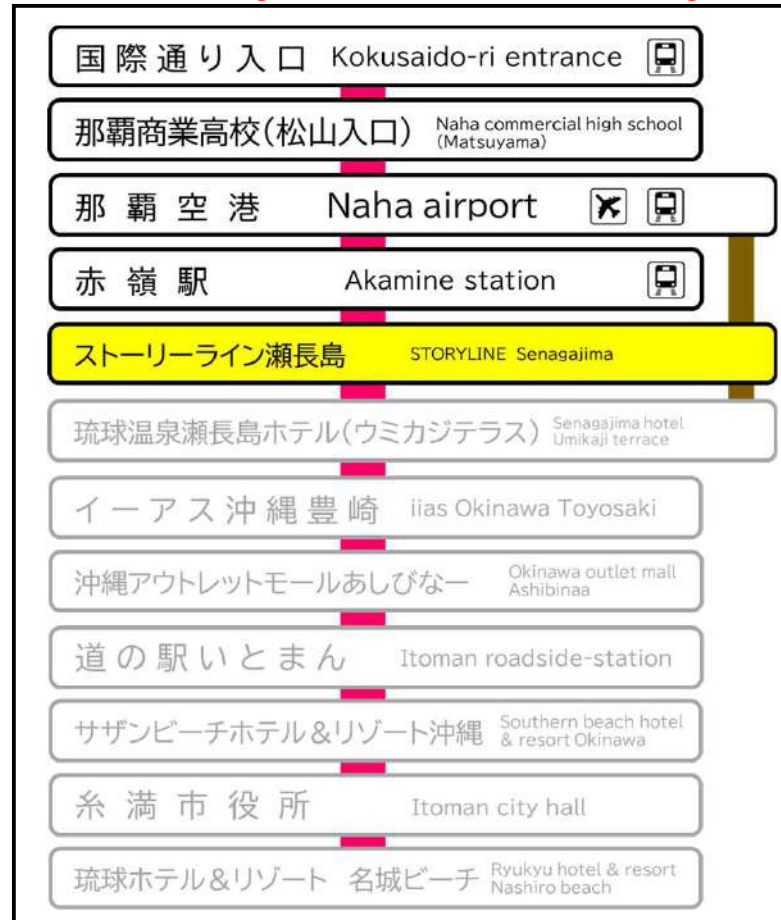 国際通り入口 Kokusaido-ri entrance
那覇商業高校(松山入口) Naha commercial high school
(Matsuyama)
那覇空港 Naha airport
赤嶺駅 Akamine station
ストーリーライン瀬長島 STORYLINE Senagajima
琉球温泉瀬長島ホテル(ウミカジテラス) Senagajima hotel
Umikaji terrace
イーアス沖縄豊崎 iias Okinawa Toyosaki
沖縄アウトレットモールあしびなー Okinawa outlet mall
Ashibinaa
道の駅いとまん Itoman roadside-station
サザンビーチホテル&リゾート沖縄 Southern beach hotel
& resort Okinawa
糸満市役所 Itoman city hall
琉球ホテル&リゾート 名城ビーチ Ryukyu hotel & resort
Nashiro beach